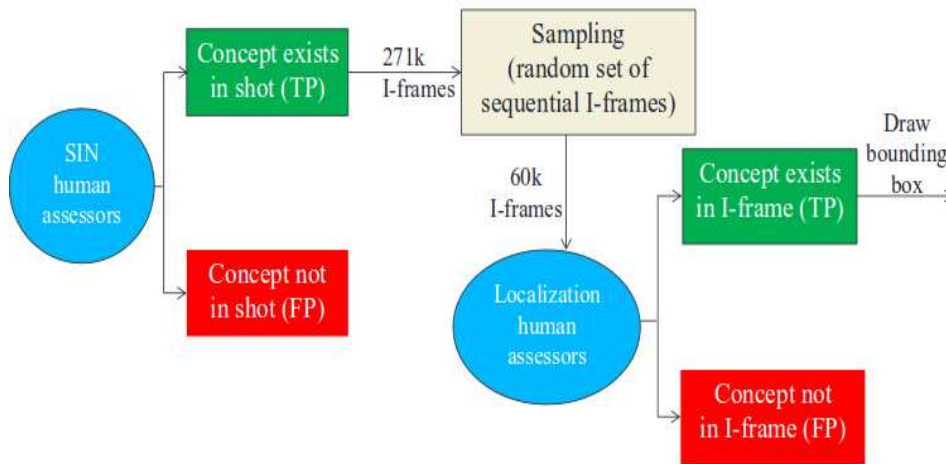 SIN
human
assessors
Concept exists
in shot (TP)
Concept not
in shot (FP)
271k
I-frames
Sampling
(random set of
sequential I-frames)
60k
I-frames
Localization
human
assessors
Concept exists
in I-frame (TP)
Concept not
in I-frame (FP)
Draw
bounding
box